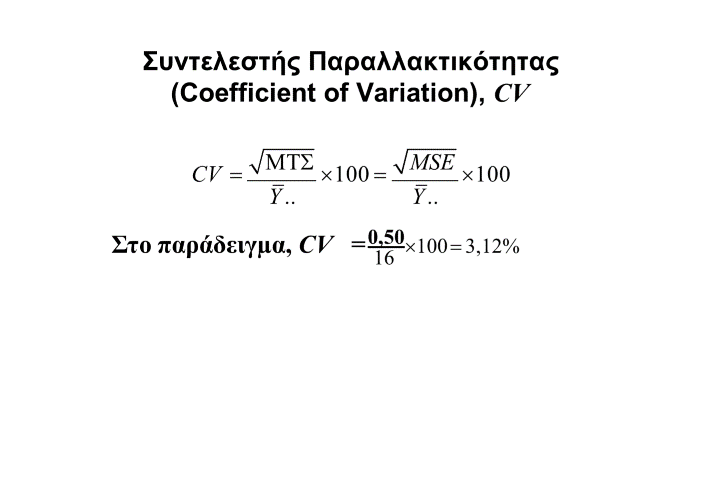 Συντελεστής Παραλλακτικότητας
(Coefficient of Variation), CV
CV = √ΜΤΣ / Y̅.. ×100 = √MSE / Y̅.. ×100
Στο παράδειγμα, CV = 0,50 / 16 ×100 = 3,12%